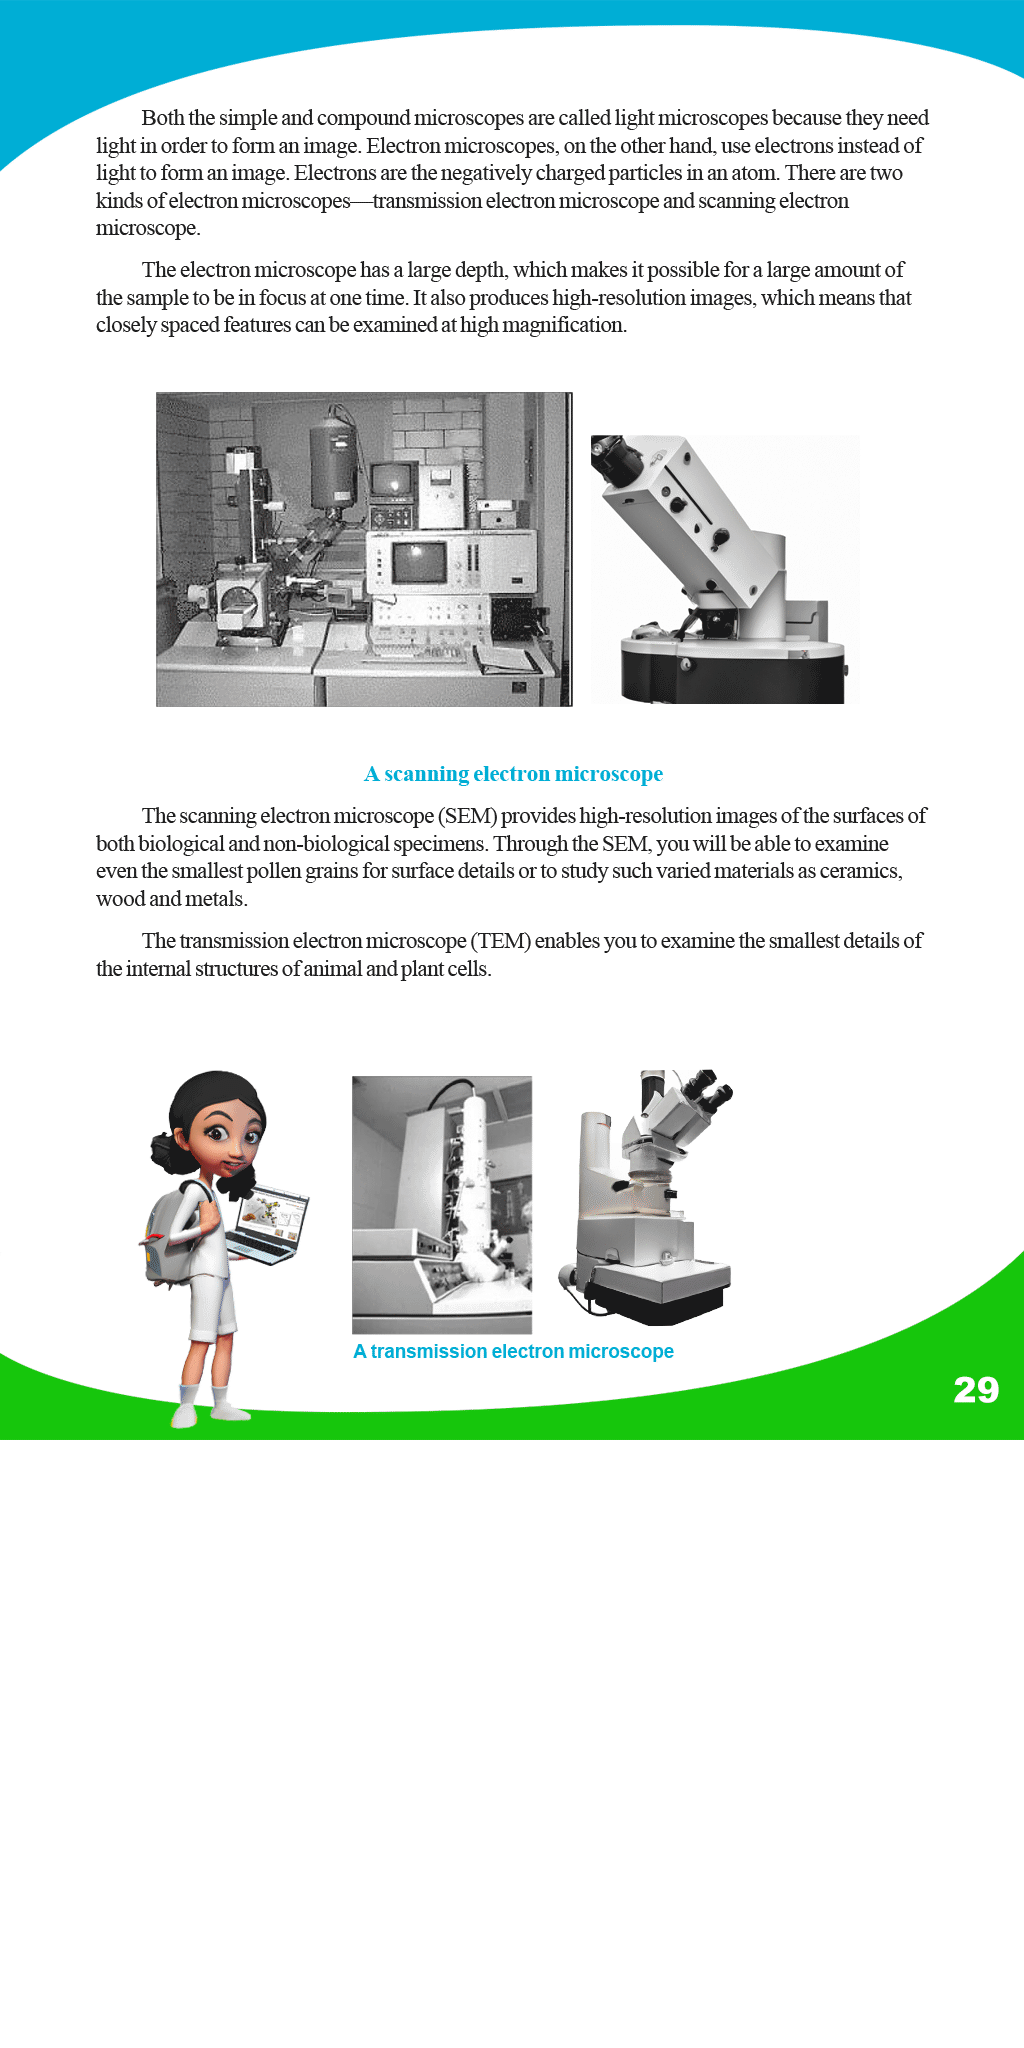 Both the simple and compound microscopes are called light microscopes because they need
light in order to form an image. Electron microscopes, on the other hand, use electrons instead of
light to form an image. Electrons are the negatively charged particles in an atom. There are two
kinds of electron microscopes—transmission electron microscope and scanning electron
microscope.
The electron microscope has a large depth, which makes it possible for a large amount of
the sample to be in focus at one time. It also produces high-resolution images, which means that
closely spaced features can be examined at high magnification.
A scanning electron microscope
The scanning electron microscope (SEM) provides high-resolution images of the surfaces of
both biological and non-biological specimens. Through the SEM, you will be able to examine
even the smallest pollen grains for surface details or to study such varied materials as ceramics,
wood and metals.
The transmission electron microscope (TEM) enables you to examine the smallest details of
the internal structures of animal and plant cells.
A transmission electron microscope
29